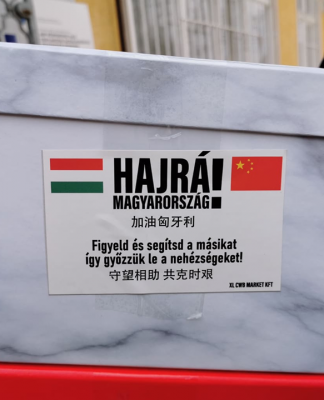 HAJRÁ!
MAGYARORSZÁG
加油匈牙利
Figyeld és segítsd a másikat
így győzzük le a nehézségeket!
守望相助 共克时艰
XL CWB MARKET KFT